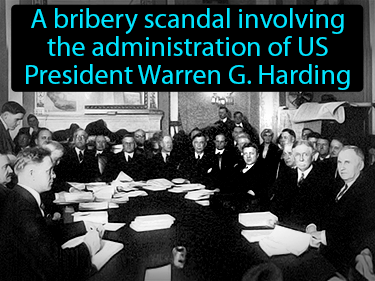 A bribery scandal involving
the administration of US
President Warren G. Harding